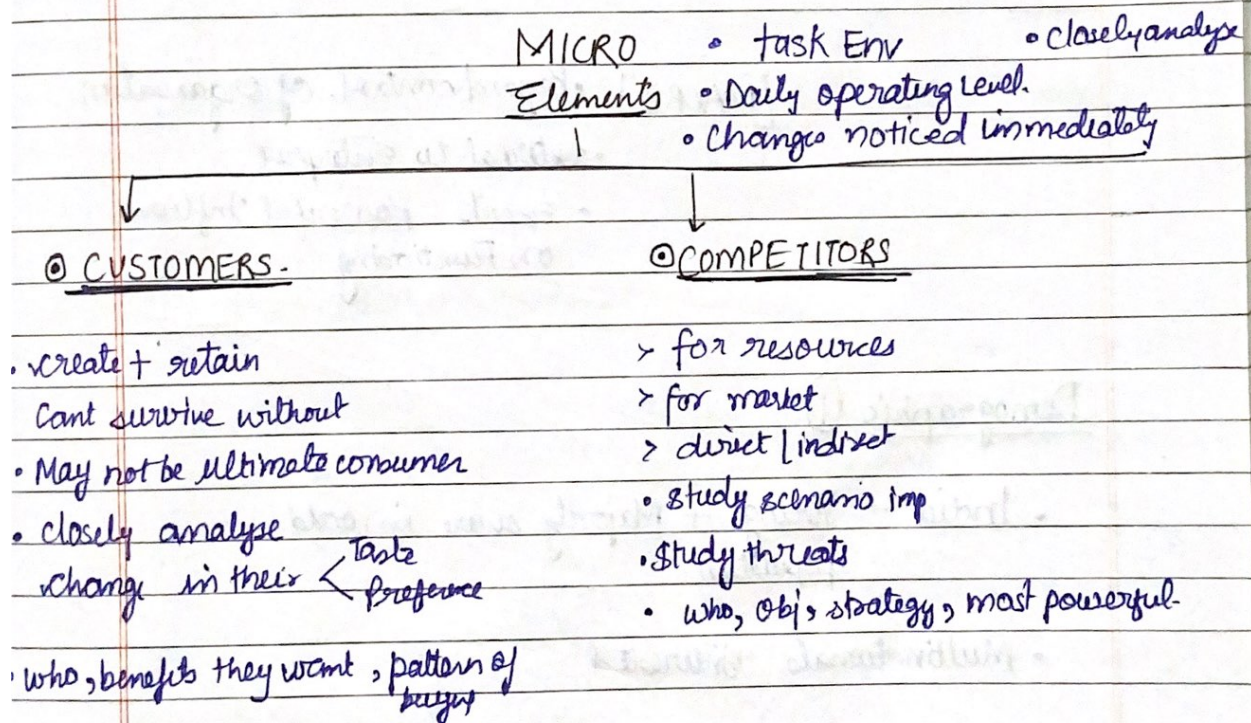 MICRO • task Env • Closely analyse
Elements • Daily operating Level.
• Changes noticed immediately
⊙ CUSTOMERS.
• create + retain
Cant survive without
• May not be ultimate consumer
• closely analyse
change in their < Taste
Preference
• who, benefits they want, pattern of
⊙ COMPETITORS
> for resources
> for market
> direct / indirect
• study scenario imp
• study threats
• who, obj, strategy, most powerful.